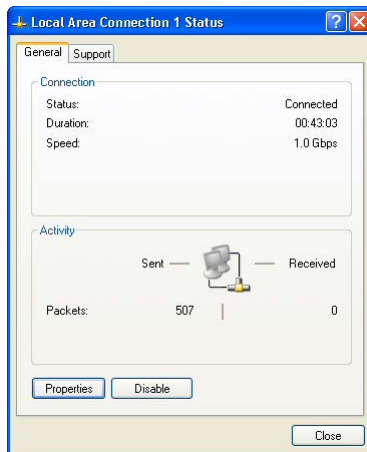 Local Area Connection 1 Status
General Support
Connection
Status: Connected
Duration: 00:43:03
Speed: 1.0 Gbps
Activity
Sent — — Received
Packets: 507 | 0
Properties Disable
Close